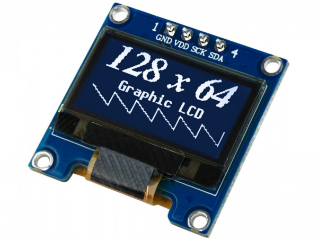 1 4
GND VDD SCK SDA
128 x 64
Graphic LCD